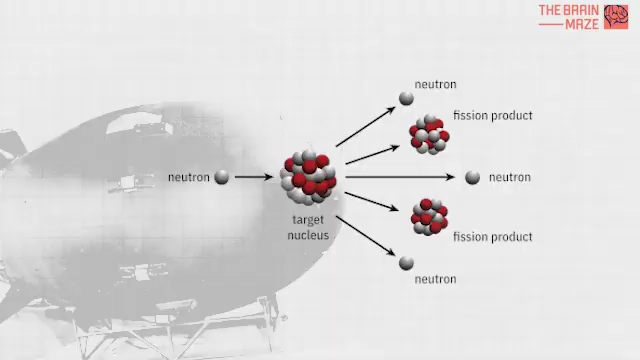 THE BRAIN
MAZE
neutron
fission product
neutron
neutron
target
nucleus
fission product
neutron